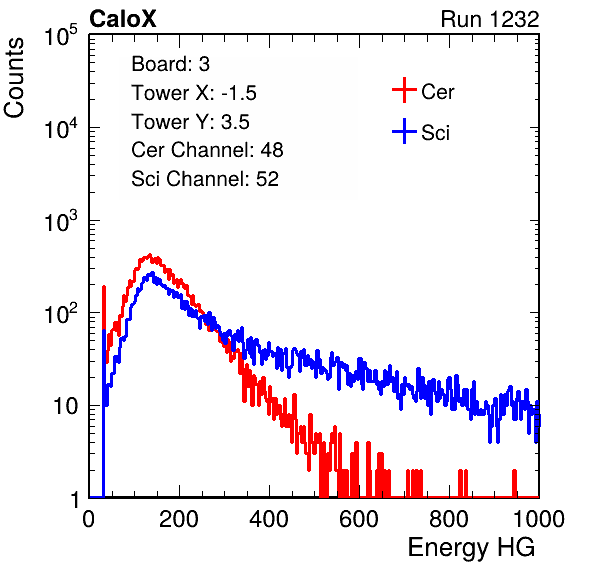 CaloX Run 1232
Counts
Board: 3
Tower X: -1.5
Tower Y: 3.5
Cer Channel: 48
Sci Channel: 52
Cer
Sci
10^5
10^4
10^3
10^2
10
1
0 200 400 600 800 1000
Energy HG